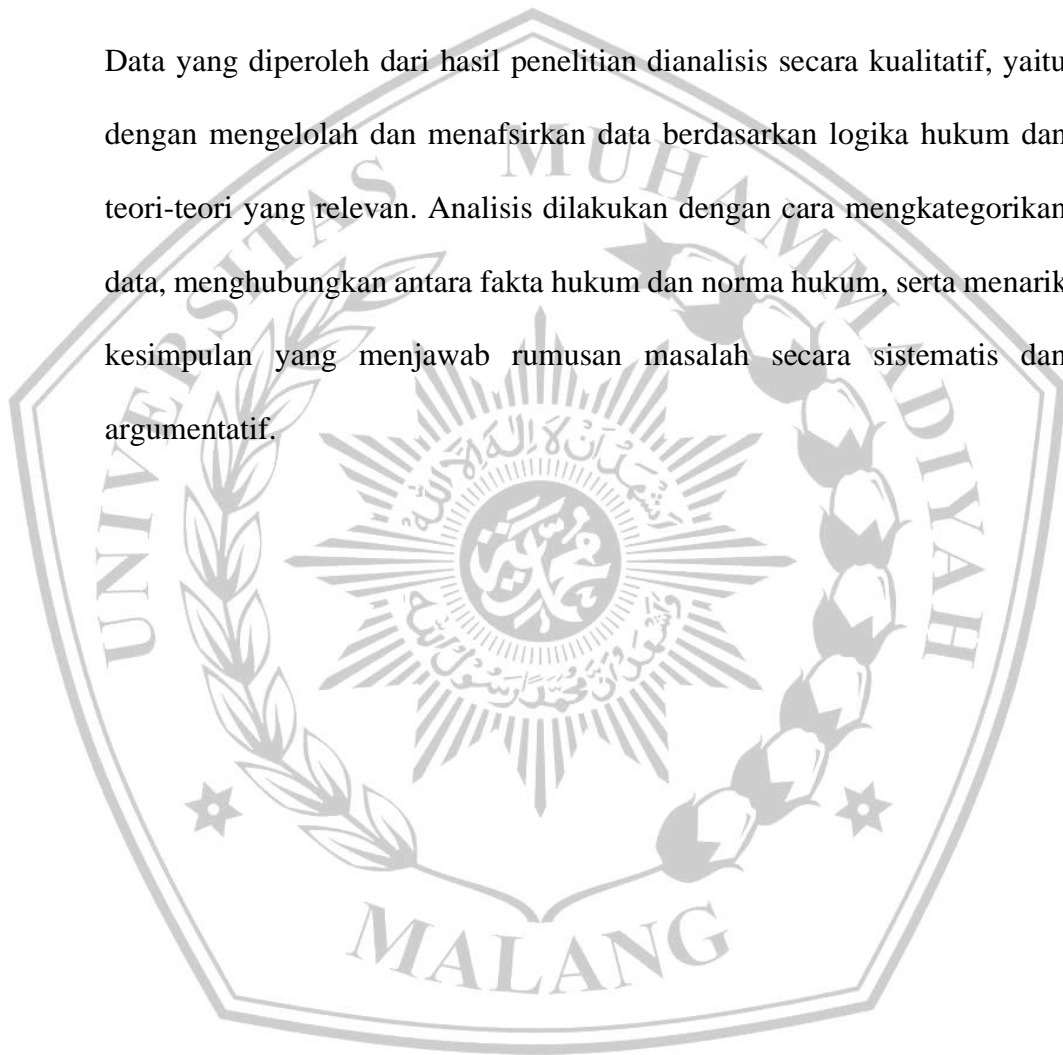 Data yang diperoleh dari hasil penelitian dianalisis secara kualitatif, yaitu
dengan mengelolah dan menafsirkan data berdasarkan logika hukum dan
teori-teori yang relevan. Analisis dilakukan dengan cara mengkategorikan
data, menghubungkan antara fakta hukum dan norma hukum, serta menarik
kesimpulan yang menjawab rumusan masalah secara sistematis dan
argumentatif.
UNIVERSITAS MUHAMMADIYAH
MALANG